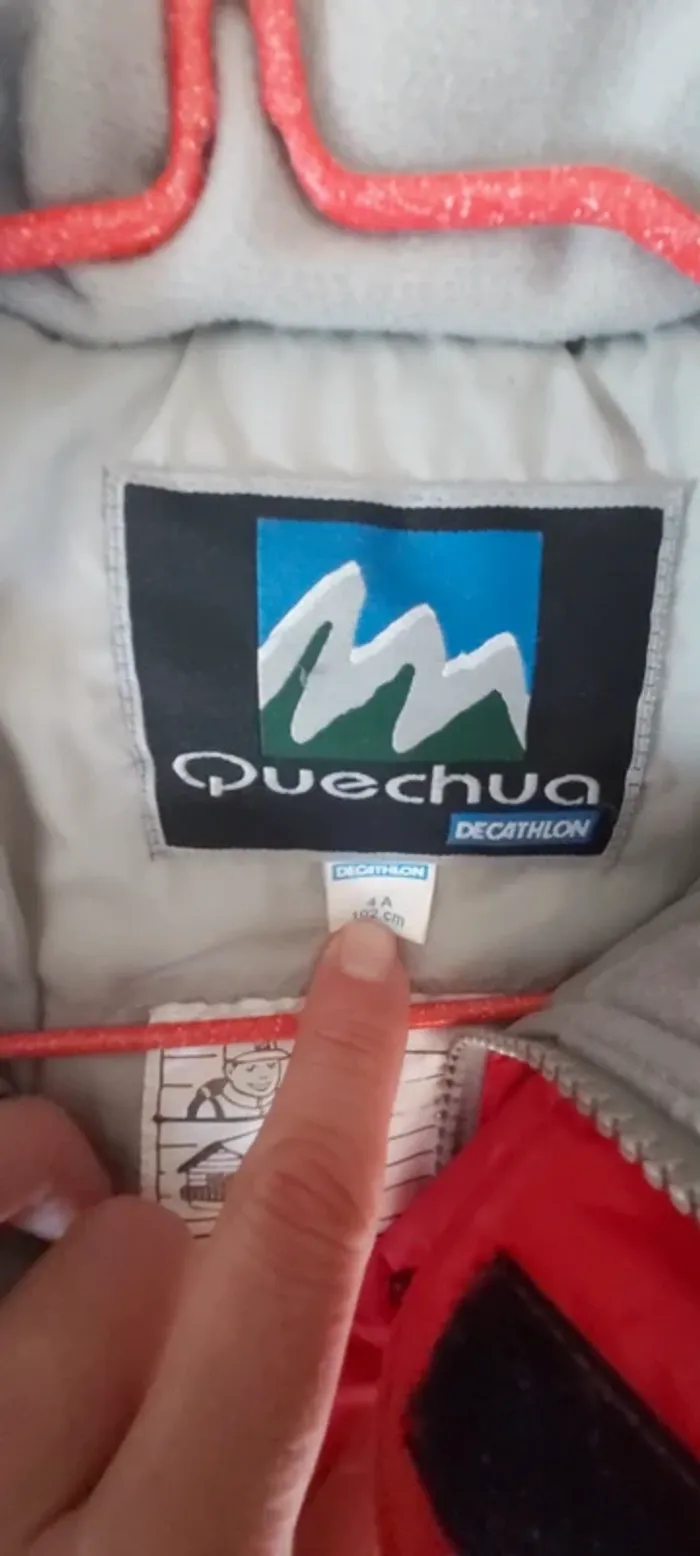 Quechua
DECATHLON
DECATHLON
4 A
102 cm